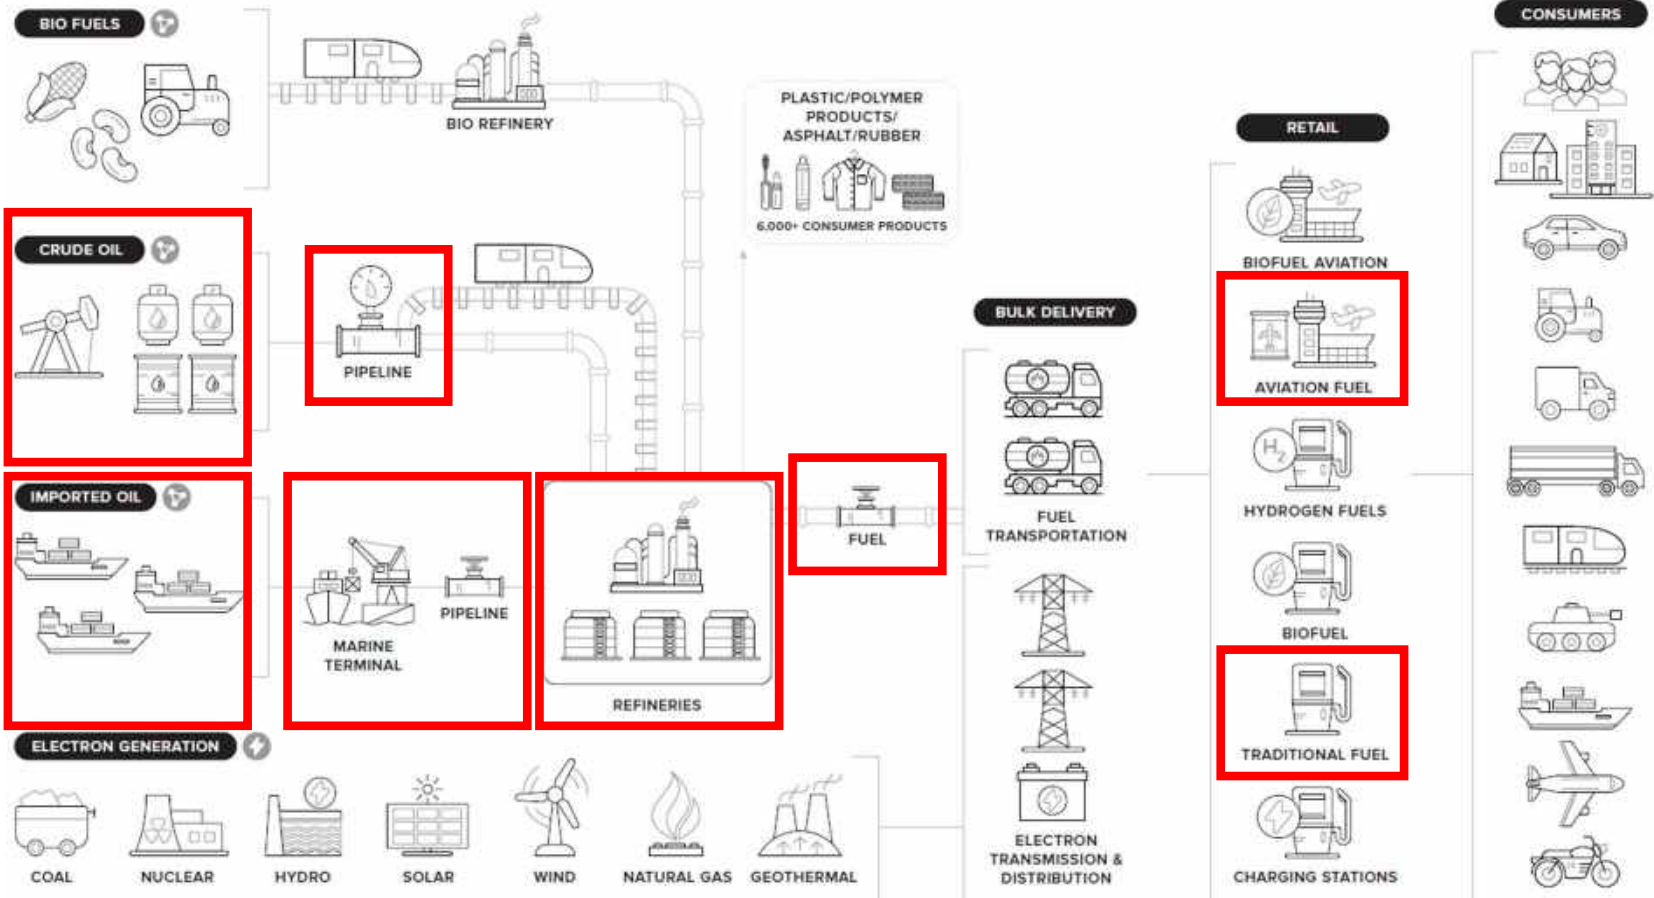 BIO FUELS
BIO REFINERY
PLASTIC/POLYMER
PRODUCTS/
ASPHALT/RUBBER
6,000+ CONSUMER PRODUCTS
CRUDE OIL
PIPELINE
IMPORTED OIL
MARINE
TERMINAL
PIPELINE
REFINERIES
FUEL
BULK DELIVERY
FUEL
TRANSPORTATION
ELECTRON GENERATION
COAL
NUCLEAR
HYDRO
SOLAR
WIND
NATURAL GAS
GEOTHERMAL
ELECTRON
TRANSMISSION &
DISTRIBUTION
RETAIL
BIOFUEL AVIATION
AVIATION FUEL
H2
HYDROGEN FUELS
BIOFUEL
TRADITIONAL FUEL
CHARGING STATIONS
CONSUMERS